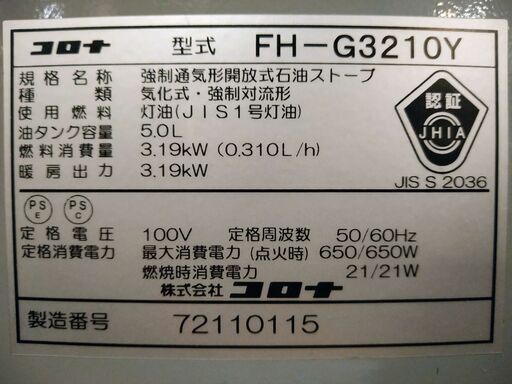 コロナ 型式 FH-G3210Y
規格名称 強制通気形開放式石油ストーブ
種類 気化式・強制対流形
使用燃料 灯油(JIS1号灯油)
油タンク容量 5.0L
燃料消費量 3.19kW (0.310L/h)
暖房出力 3.19kW
認証
JHIA
JIS S 2036
PS E PS C
定格電圧 100V 定格周波数 50/60Hz
定格消費電力 最大消費電力(点火時) 650/650W
燃焼時消費電力 21/21W
株式会社コロナ
製造番号 72110115